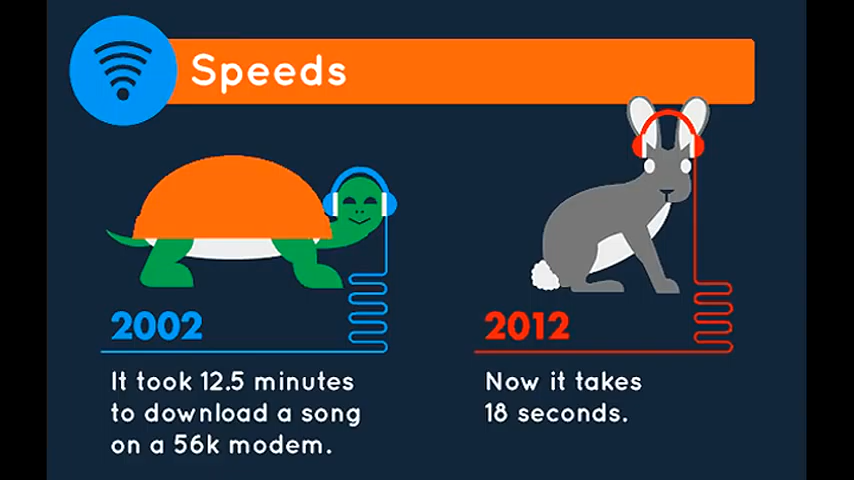 Speeds
2002
It took 12.5 minutes
to download a song
on a 56k modem.
2012
Now it takes
18 seconds.